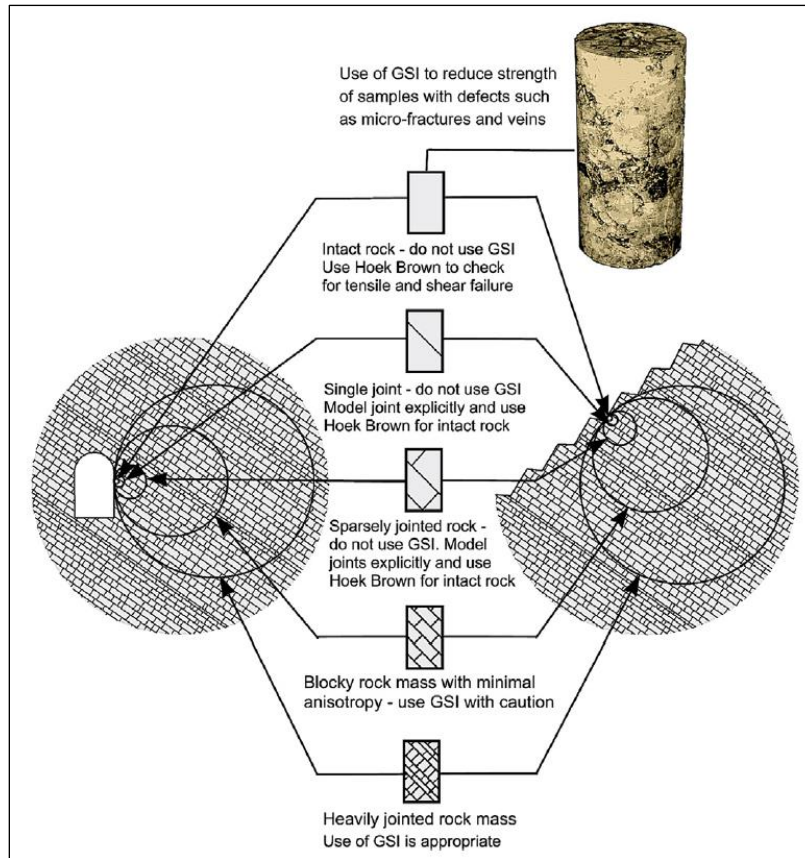 Use of GSI to reduce strength
of samples with defects such
as micro-fractures and veins
Intact rock - do not use GSI
Use Hoek Brown to check
for tensile and shear failure
Single joint - do not use GSI
Model joint explicitly and use
Hoek Brown for intact rock
Sparsely jointed rock -
do not use GSI. Model
joints explicitly and use
Hoek Brown for intact rock
Blocky rock mass with minimal
anisotropy - use GSI with caution
Heavily jointed rock mass
Use of GSI is appropriate